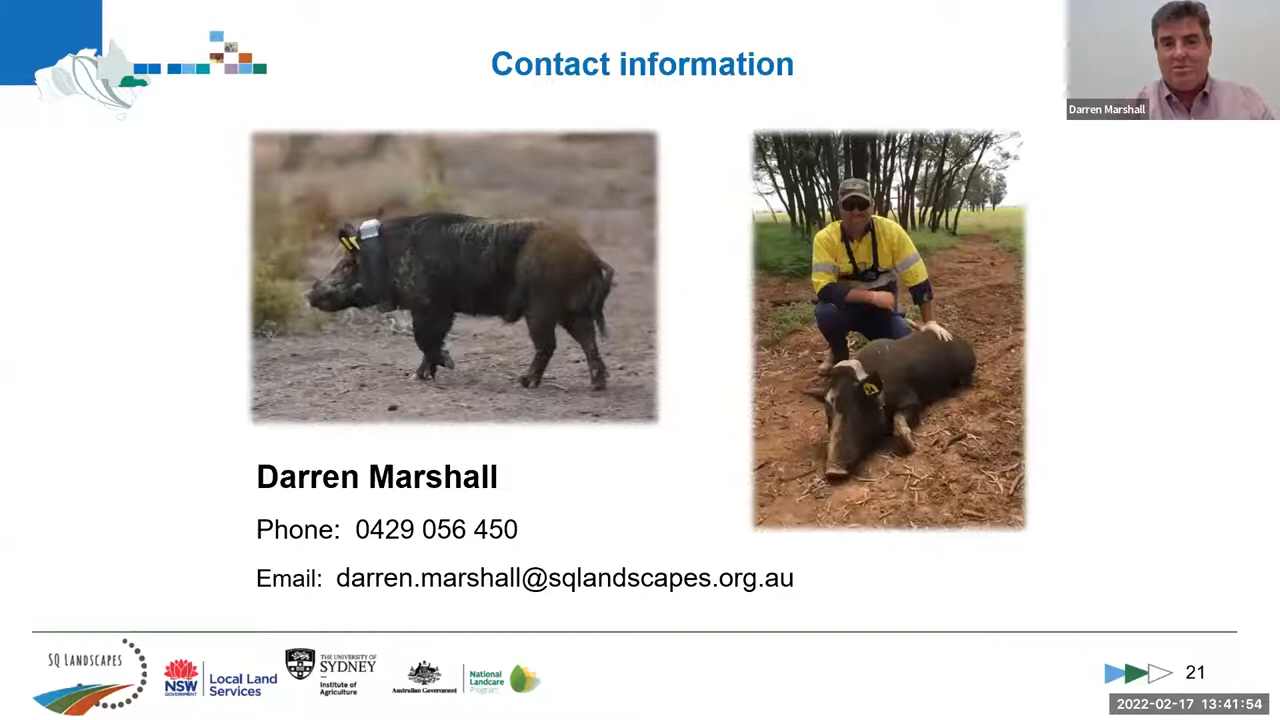 Contact information
Darren Marshall
Darren Marshall
Phone: 0429 056 450
Email: darren.marshall@sqlandscapes.org.au
SQ LANDSCAPES
NSW
GOVERNMENT
Local Land
Services
THE UNIVERSITY OF
SYDNEY
Institute of
Agriculture
Australian Government
National
Landcare
Program
21
2022-02-17 13:41:54